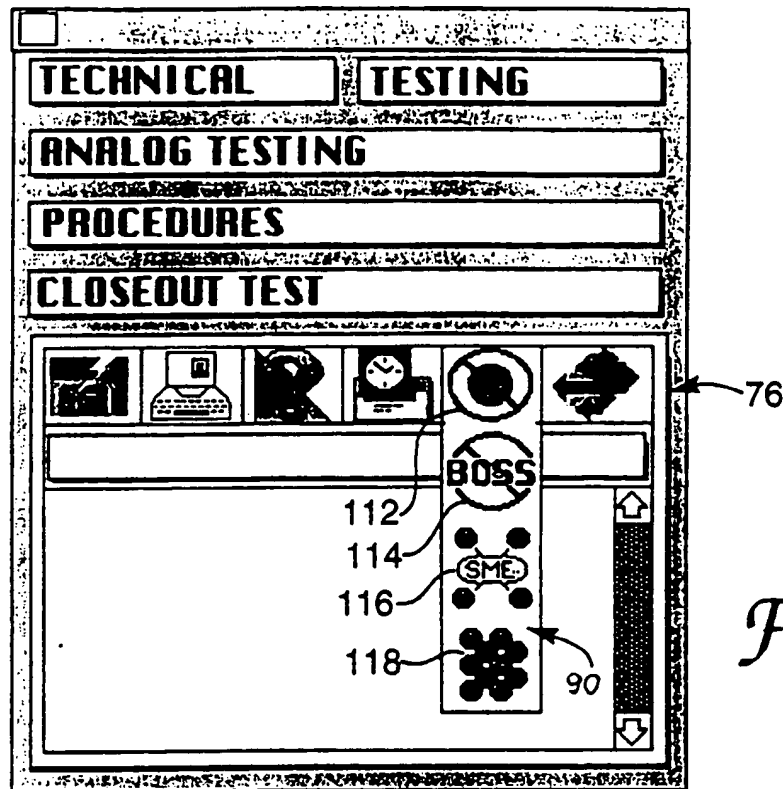 TECHNICAL TESTING
ANALOG TESTING
PROCEDURES
CLOSEOUT TEST
76
BOSS
112
114
SME
116
118
90
F